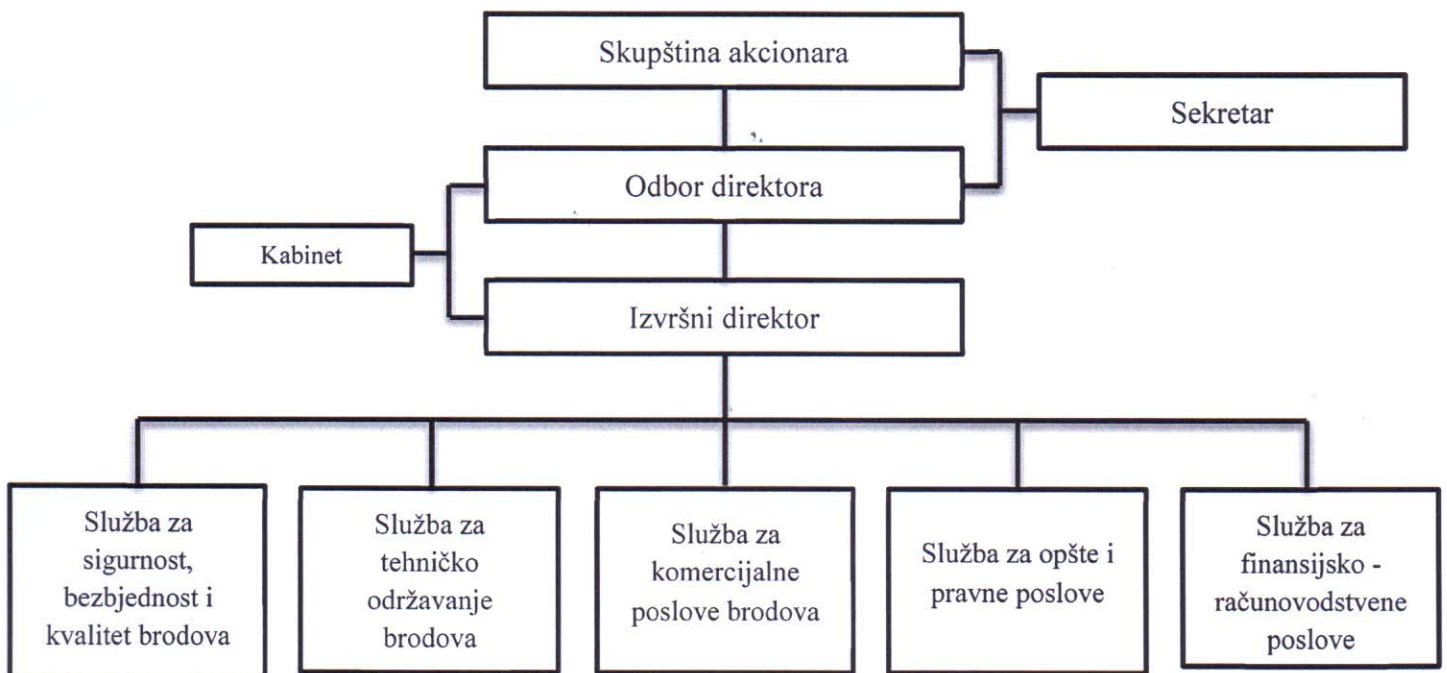 Skupština akcionara
Sekretar
Odbor direktora
Kabinet
Izvršni direktor
Služba za
sigurnost,
bezbjednost i
kvalitet brodova
Služba za
tehničko
održavanje
brodova
Služba za
komercijalne
poslove brodova
Služba za opšte i
pravne poslove
Služba za
finansijsko -
računovodstvene
poslove